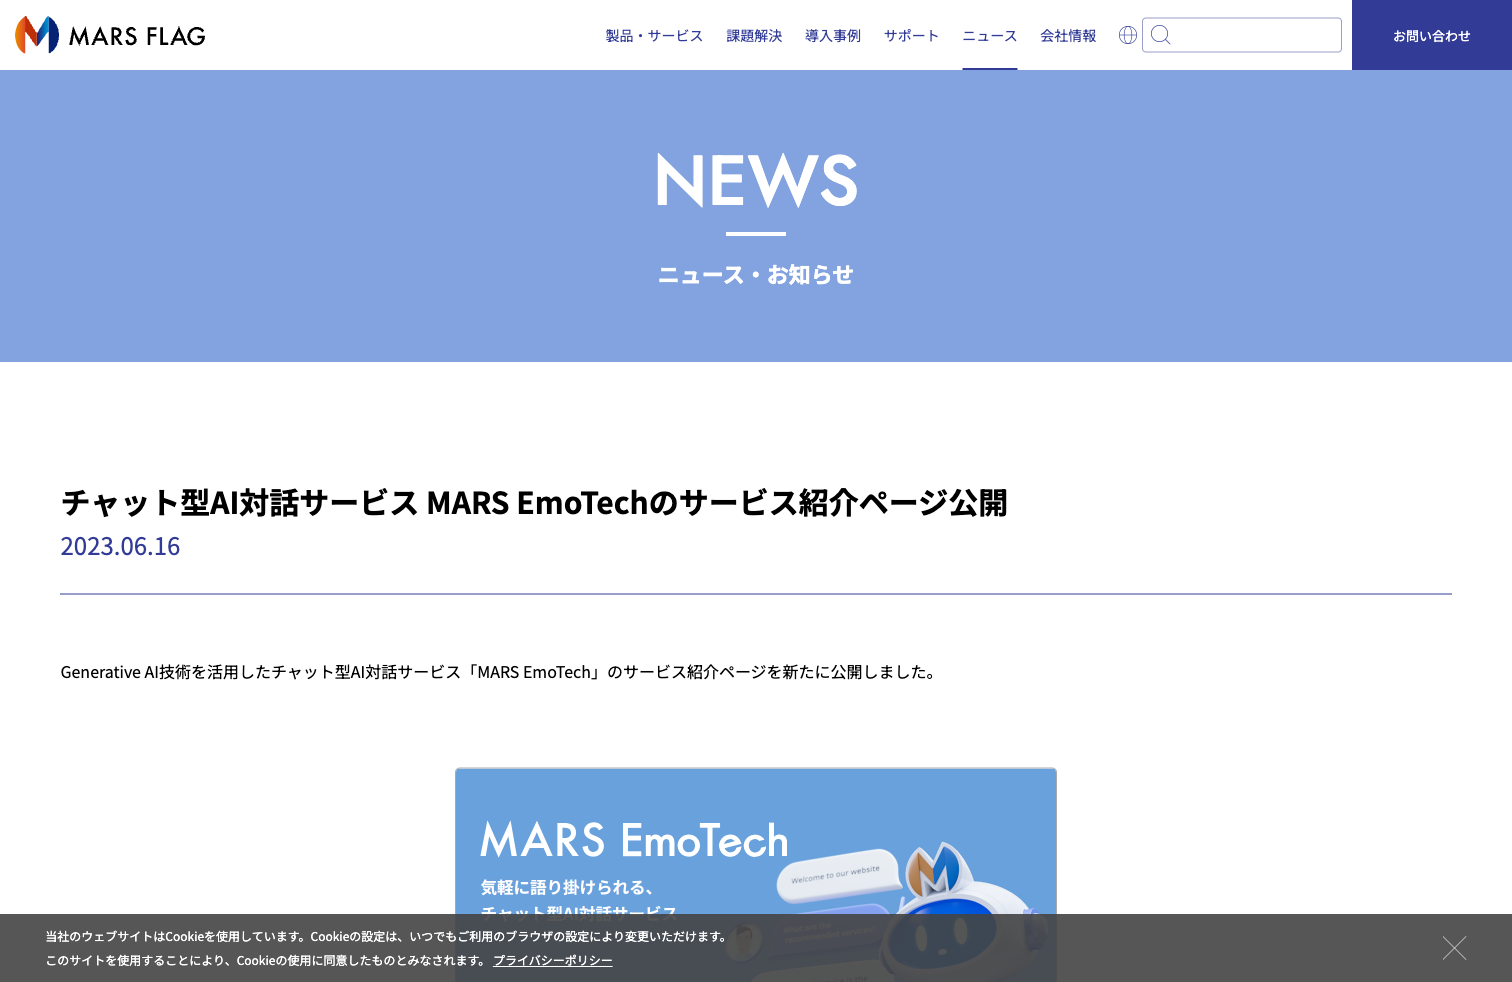 MARS FLAG
製品・サービス 課題解決 導入事例 サポート ニュース 会社情報
お問い合わせ
NEWS
ニュース・お知らせ
チャット型AI対話サービス MARS EmoTechのサービス紹介ページ公開
2023.06.16
Generative AI技術を活用したチャット型AI対話サービス「MARS EmoTech」のサービス紹介ページを新たに公開しました。
MARS EmoTech
気軽に語り掛けられる、
チャット型AI対話サービス
Welcome to our website
当社のウェブサイトはCookieを使用しています。Cookieの設定は、いつでもご利用のブラウザの設定により変更いただけます。
このサイトを使用することにより、Cookieの使用に同意したものとみなされます。 プライバシーポリシー